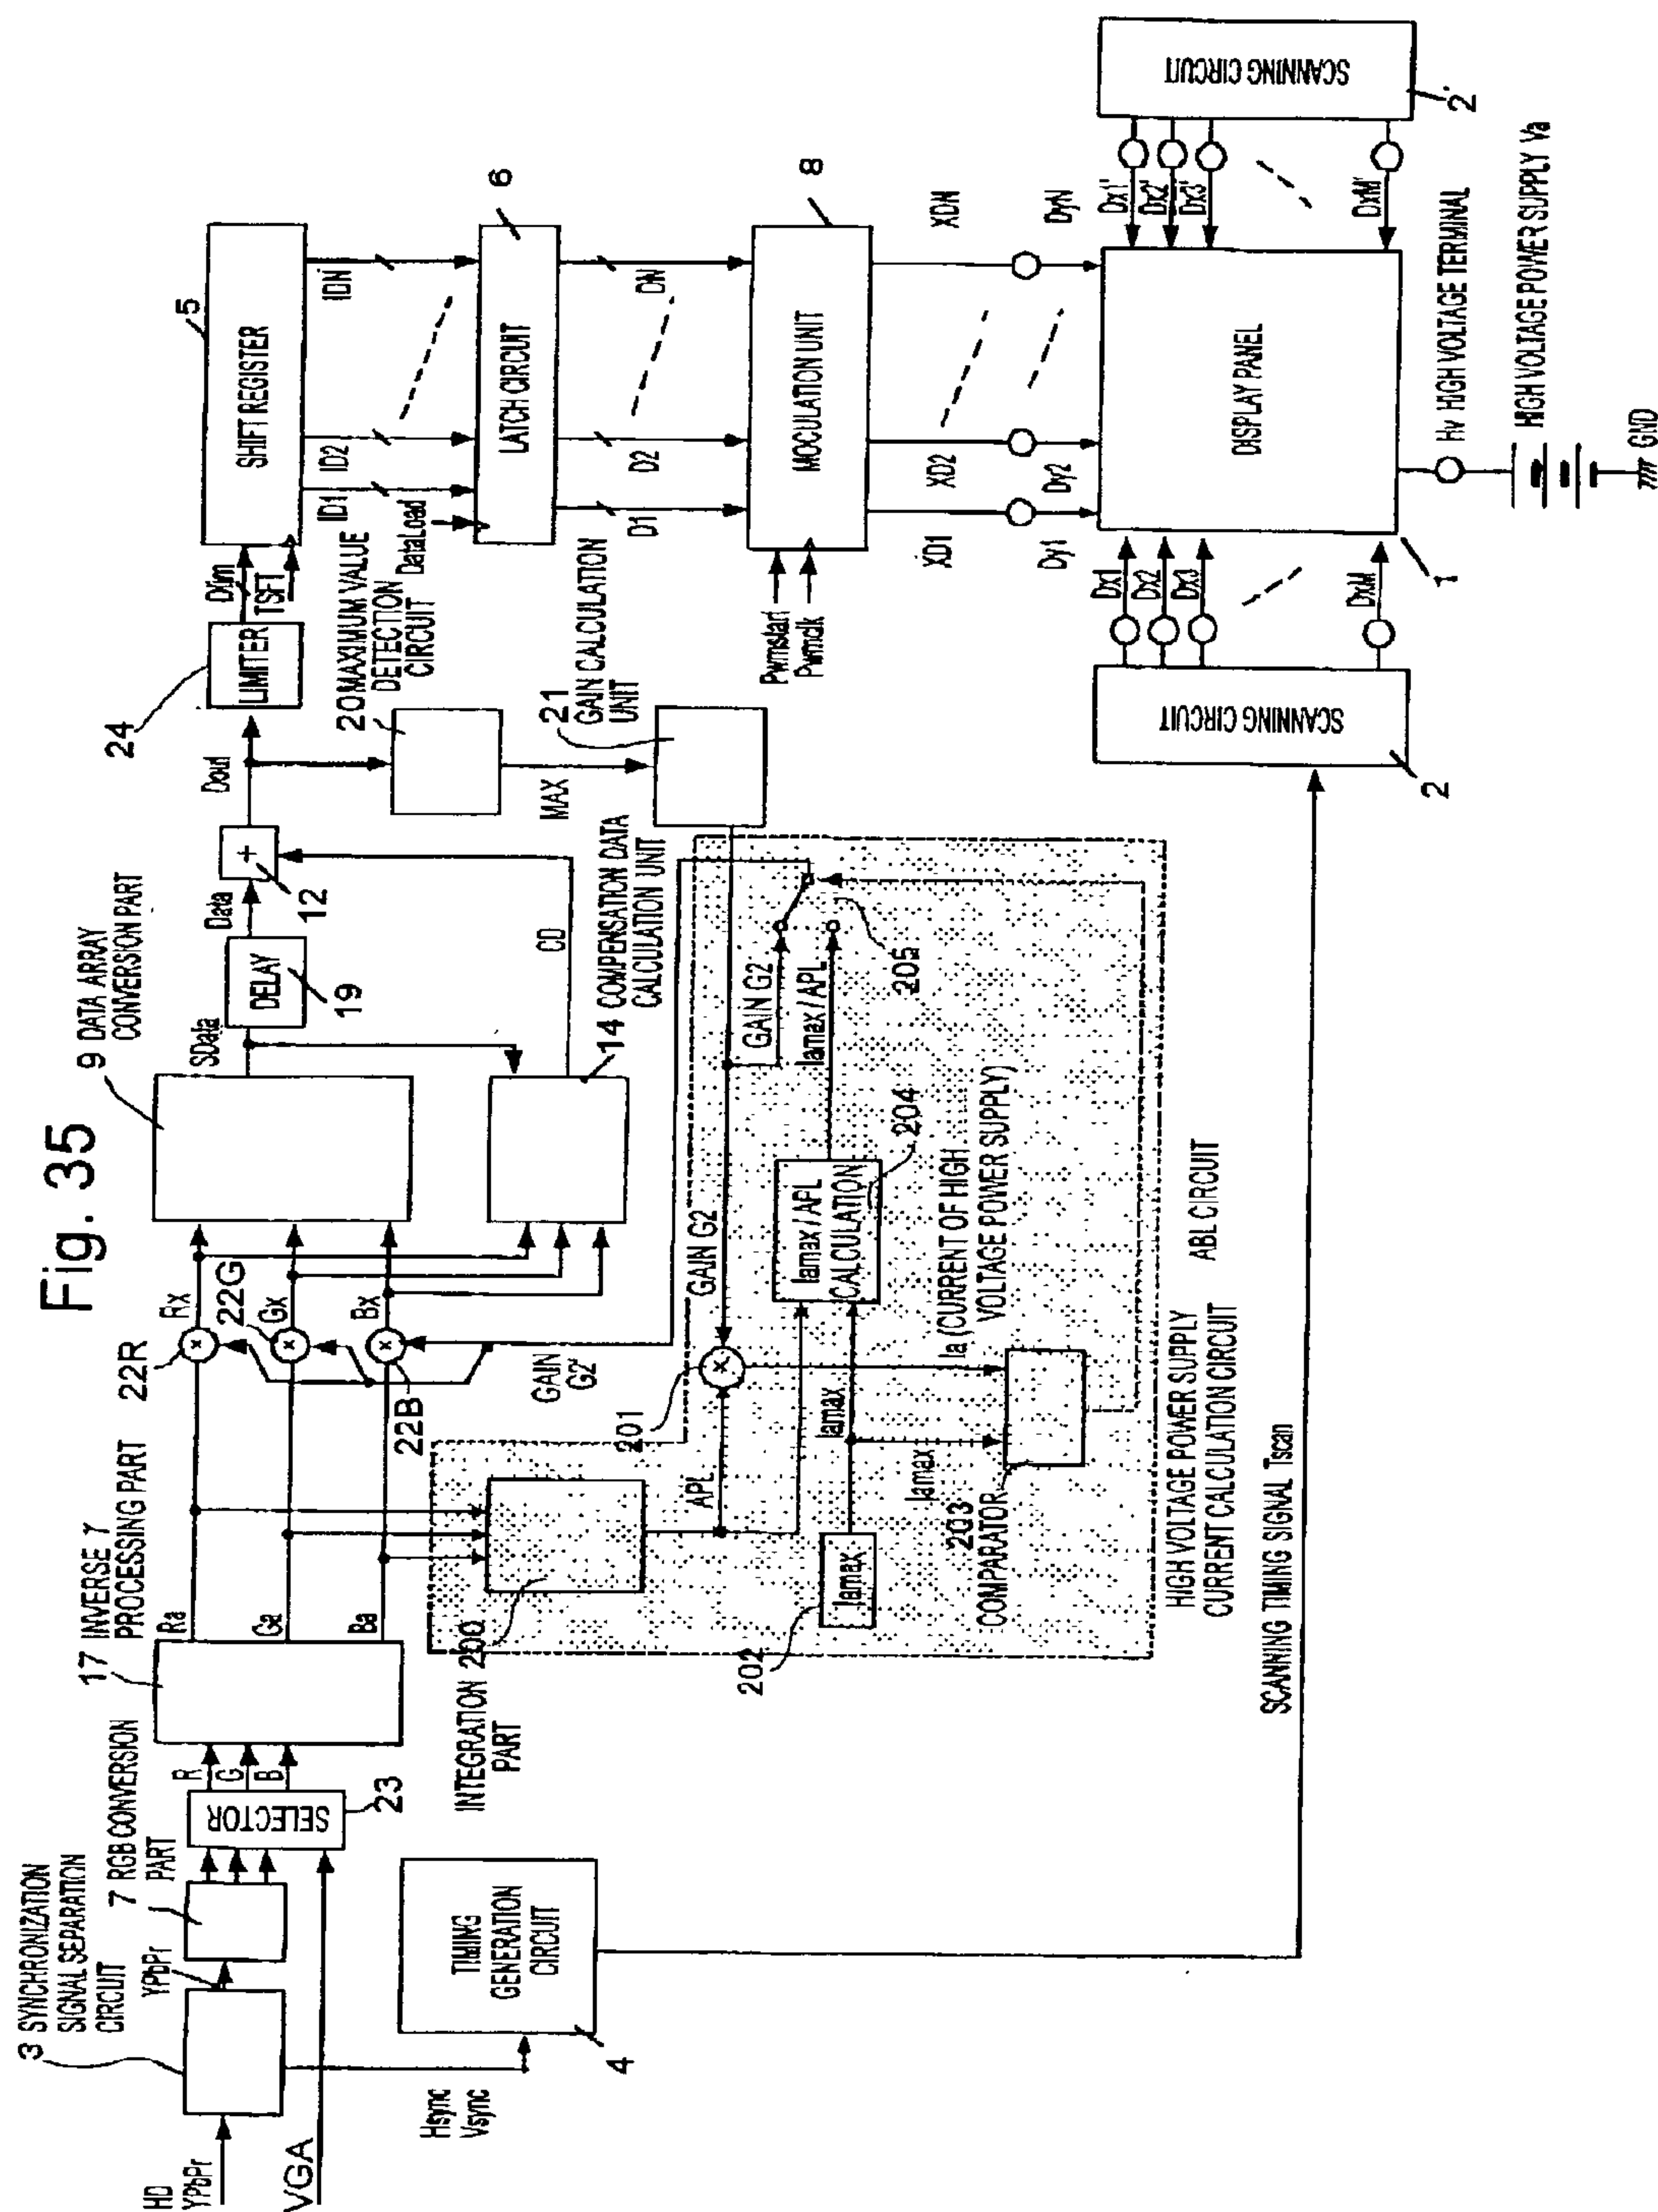 Fig. 35
HD
YPbPr
VGA
3 SYNCHRONIZATION
SIGNAL SEPARATION
CIRCUIT
YPbPr
7 RGB CONVERSION
PART
SELECTOR
23
R
G
B
17 INVERSE γ
PROCESSING PART
Ra
Ga
Ba
22R
22G
22B
Rx
Gx
Bx
GAIN
G2'
9 DATA ARRAY
CONVERSION PART
SData
DELAY
19
Data
+
12
Dout
24
LIMITER
Dlim
TSFT
5
SHIFT REGISTER
ID1
ID2
IDN
DataLoad
LATCH CIRCUIT
6
D1
D2
DN
20 MAXIMUM VALUE
DETECTION
CIRCUIT
MAX
21
GAIN CALCULATION
UNIT
14 COMPENSATION DATA
CALCULATION UNIT
CD
Pwmstart
Pwmclk
MOCULATION UNIT
8
XD1
XD2
XDN
Dy1
Dy2
DyN
Hsync
Vsync
TIMING
GENERATION
CIRCUIT
4
INTEGRATION 200
PART
APL
201
GAIN G2
GAIN G2
202
Iamax
Iamax
Iamax
203
COMPARATOR
Iamax / APL
CALCULATION
204
Iamax / APL
205
Ia (CURRENT OF HIGH
VOLTAGE POWER SUPPLY)
HIGH VOLTAGE POWER SUPPLY
CURRENT CALCULATION CIRCUIT
ABL CIRCUIT
SCANNING TIMING SIGNAL Tscan
SCANNING CIRCUIT
2
Dx1
Dx2
Dx3
DxM
DISPLAY PANEL
1
Dx1'
Dx2'
Dx3'
DxM'
SCANNING CIRCUIT
2'
Hv HIGH VOLTAGE TERMINAL
HIGH VOLTAGE POWER SUPPLY Va
GND